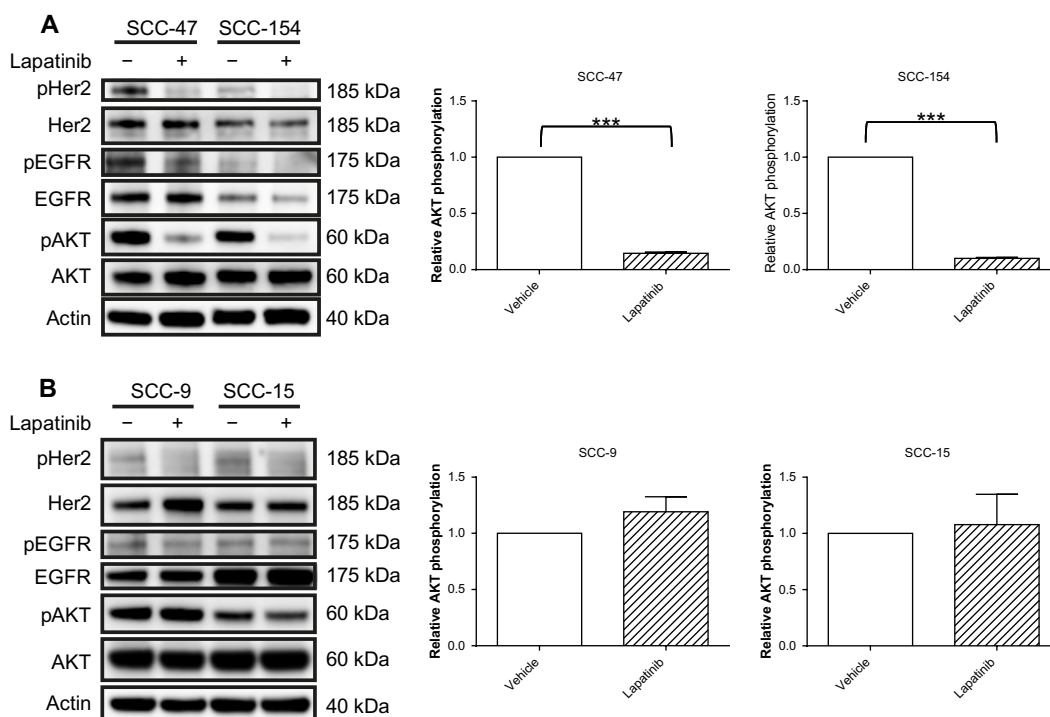 A
SCC-47 SCC-154
Lapatinib − + − +
pHer2 185 kDa
Her2 185 kDa
pEGFR 175 kDa
EGFR 175 kDa
pAKT 60 kDa
AKT 60 kDa
Actin 40 kDa
SCC-47
Relative AKT phosphorylation
1.5
1.0
0.5
0.0
***
Vehicle
Lapatinib
SCC-154
Relative AKT phosphorylation
1.5
1.0
0.5
0.0
***
Vehicle
Lapatinib
B
SCC-9 SCC-15
Lapatinib − + − +
pHer2 185 kDa
Her2 185 kDa
pEGFR 175 kDa
EGFR 175 kDa
pAKT 60 kDa
AKT 60 kDa
Actin 40 kDa
SCC-9
Relative AKT phosphorylation
1.5
1.0
0.5
0.0
Vehicle
Lapatinib
SCC-15
Relative AKT phosphorylation
1.5
1.0
0.5
0.0
Vehicle
Lapatinib